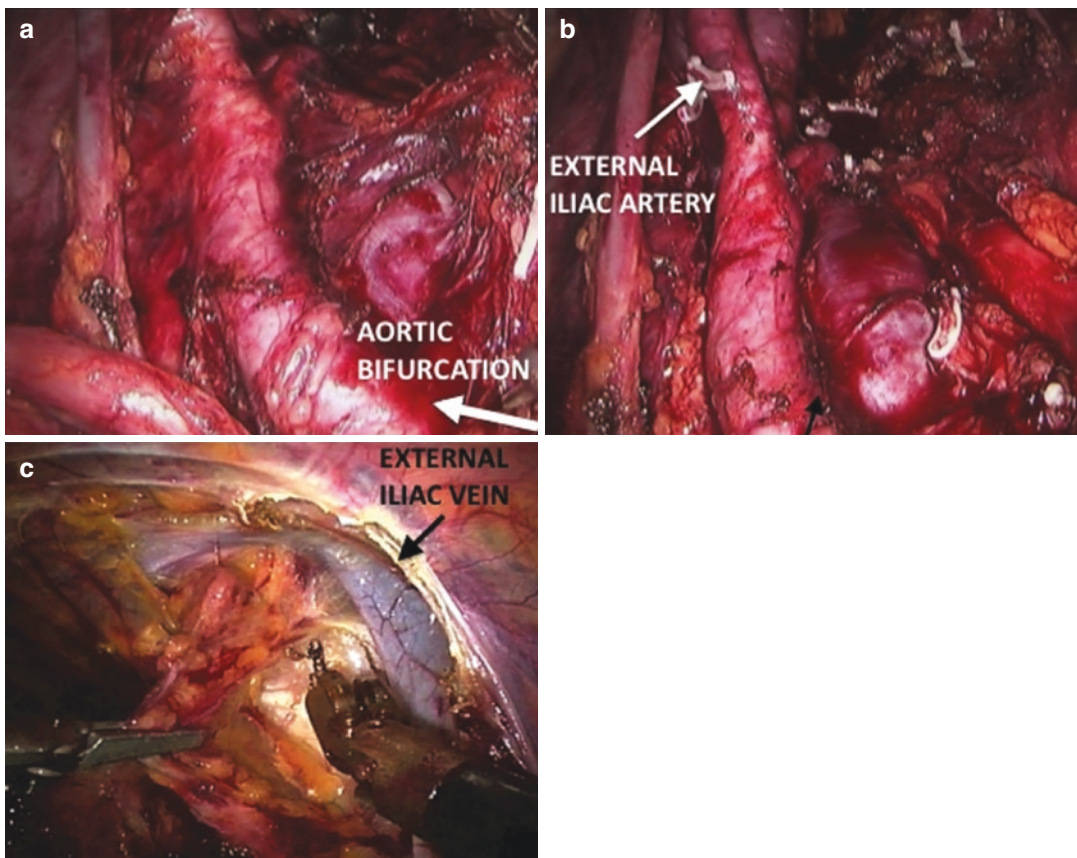 a
AORTIC
BIFURCATION
b
EXTERNAL
ILIAC ARTERY
c
EXTERNAL
ILIAC VEIN